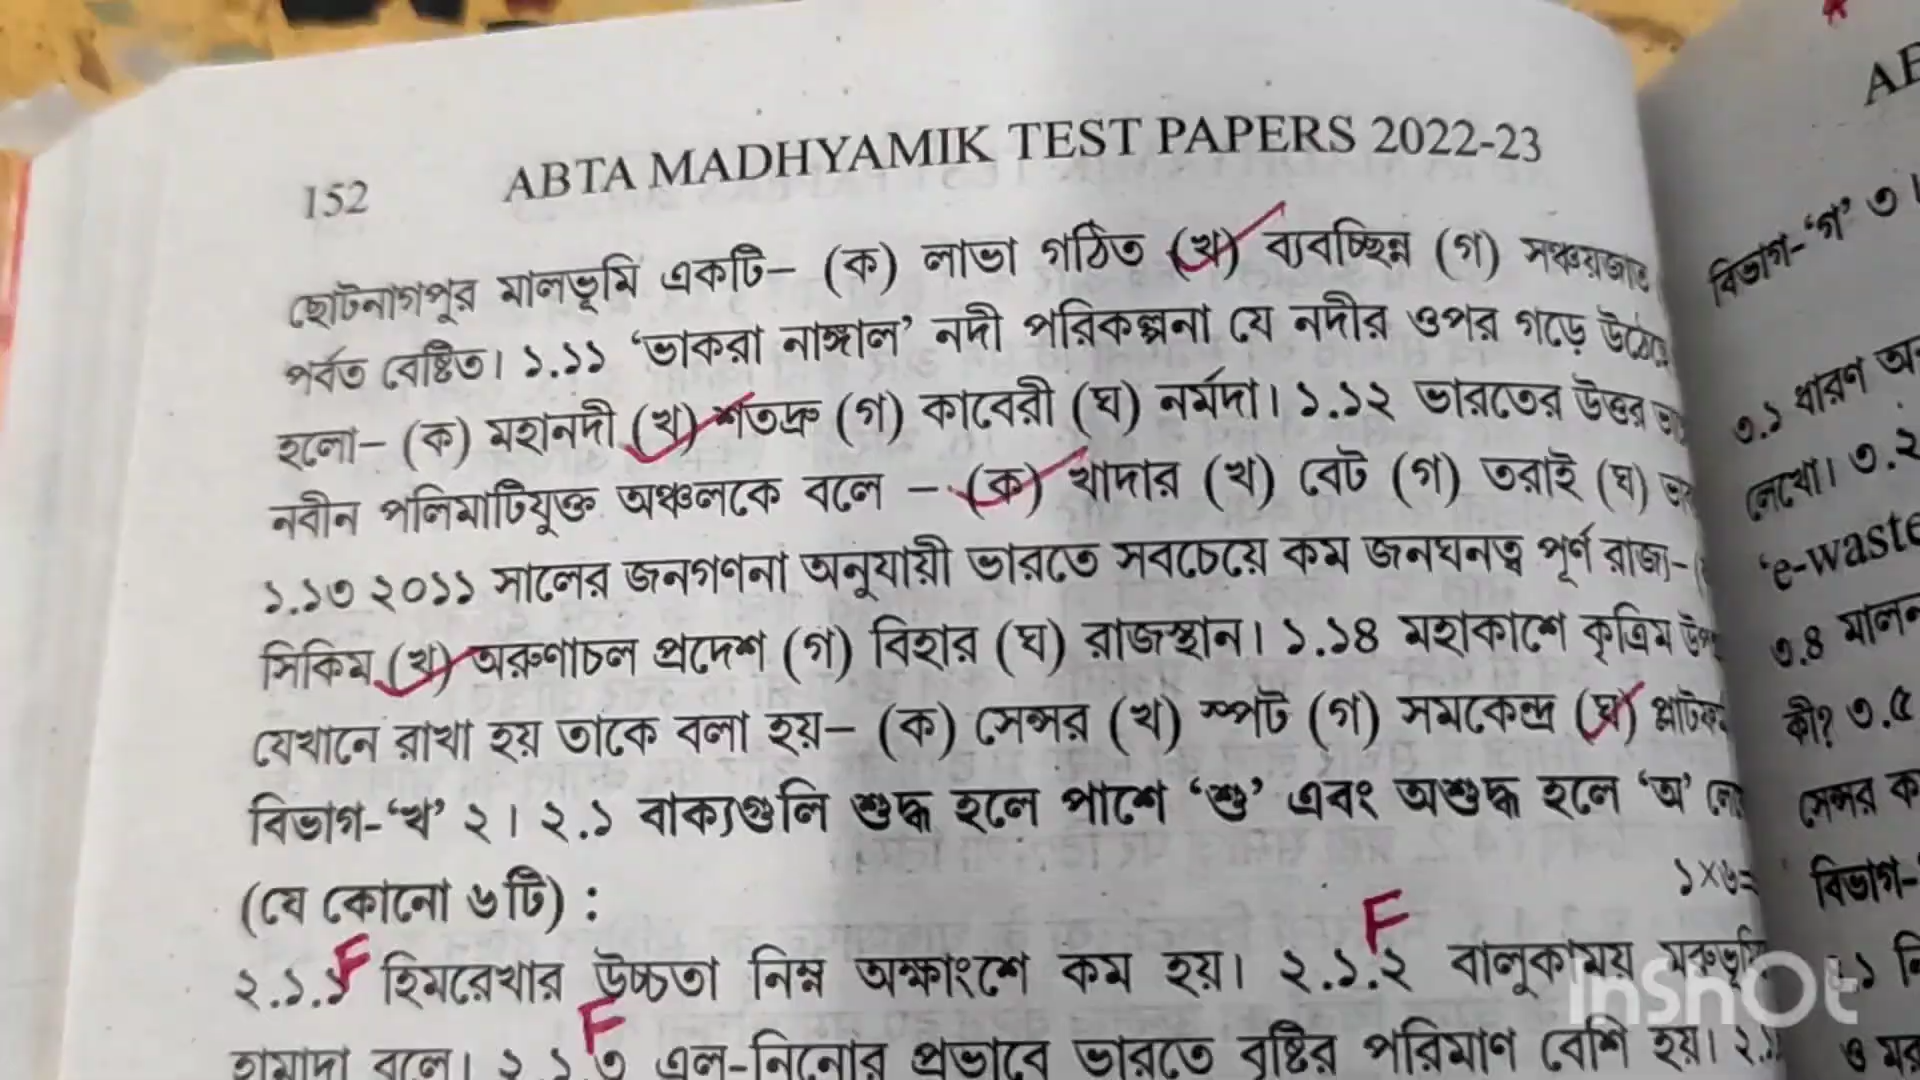 152 ABTA MADHYAMIK TEST PAPERS 2022-23
ছোটনাগপুর মালভূমি একটি– (ক) লাভা গঠিত (খ) ব্যবচ্ছিন্ন (গ) সঞ্চয়জাত
পর্বত বেষ্টিত। ১.১১ ‘ভাকরা নাঙ্গাল’ নদী পরিকল্পনা যে নদীর ওপর গড়ে উঠেছে
হলো– (ক) মহানদী (খ) শতদ্রু (গ) কাবেরী (ঘ) নর্মদা। ১.১২ ভারতের উত্তর
নবীন পলিমাটিযুক্ত অঞ্চলকে বলে – (ক) খাদার (খ) বেট (গ) তরাই (ঘ)
১.১৩ ২০১১ সালের জনগণনা অনুযায়ী ভারতে সবচেয়ে কম জনঘনত্ব পূর্ণ রাজ্য–
সিকিম (খ) অরুণাচল প্রদেশ (গ) বিহার (ঘ) রাজস্থান। ১.১৪ মহাকাশে কৃত্রিম
যেখানে রাখা হয় তাকে বলা হয়– (ক) সেন্সর (খ) স্পট (গ) সমকেন্দ্র (ঘ)
বিভাগ-‘খ’ ২। ২.১ বাক্যগুলি শুদ্ধ হলে পাশে ‘শু’ এবং অশুদ্ধ হলে ‘অ’
(যে কোনো ৬টি) : ১×৬=
F
F
২.১.১ হিমরেখার উচ্চতা নিম্ন অক্ষাংশে কম হয়। ২.১.২ বালুকাময় মরুভূমি
F
হামাদা বলে। ২.১.৩ এল-নিনোর প্রভাবে ভারতে বৃষ্টির পরিমাণ বেশি হয়।
বিভাগ-‘গ’ ৩।
৩.১ ধারণ
লেখো। ৩.২
‘e-waste
৩.৪
কী? ৩.৫
সেন্সর
বিভাগ-
InShOt